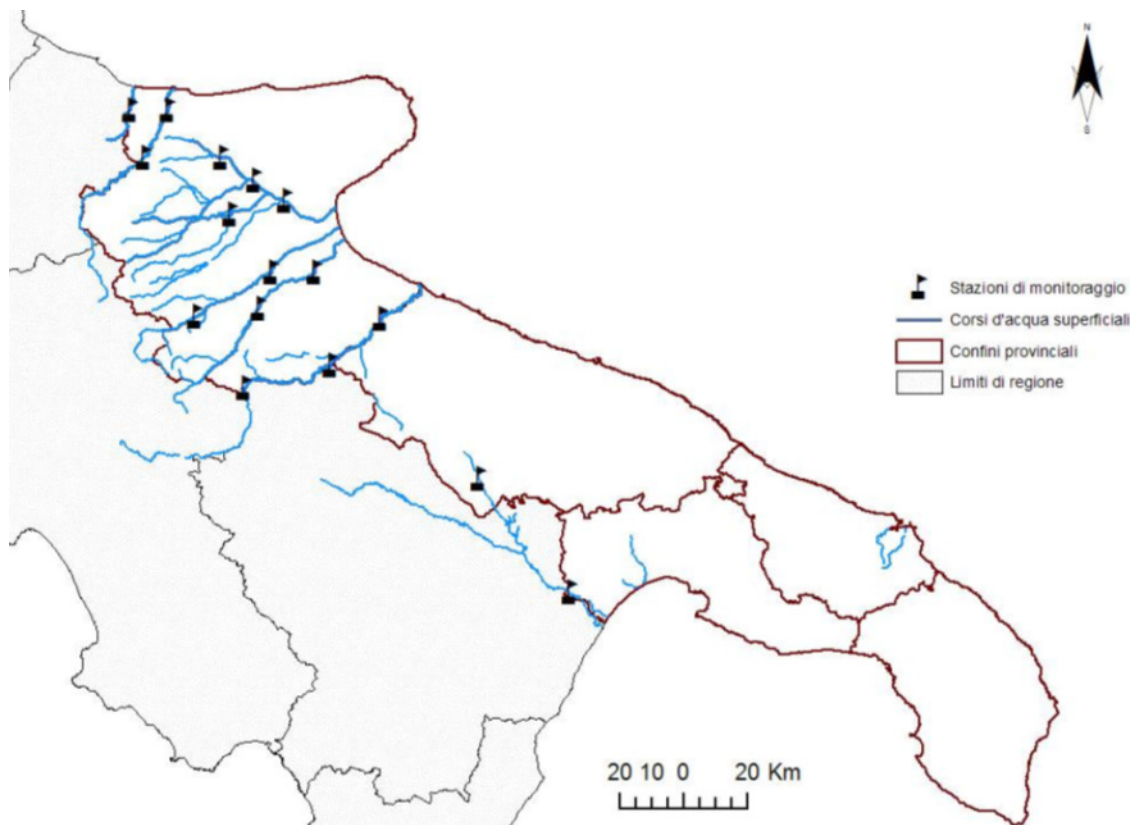 N
S
Stazioni di monitoraggio
Corsi d'acqua superficiali
Confini provinciali
Limiti di regione
20 10 0 20 Km